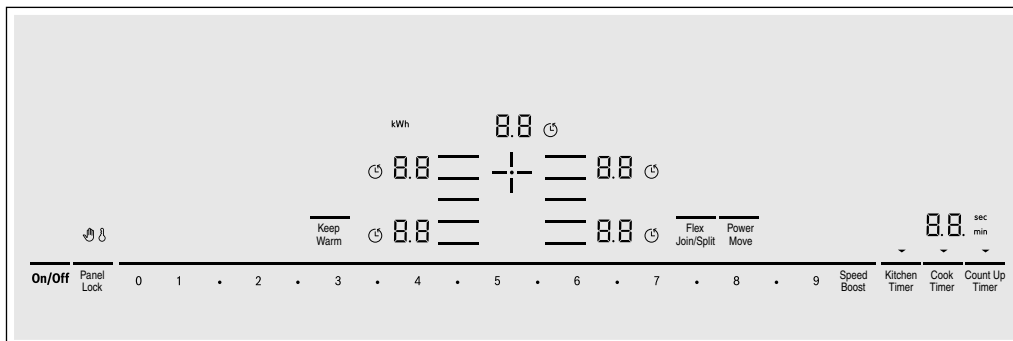 kWh 8.8
8.8 8.8
Keep Warm 8.8 8.8 Flex Join/Split Power Move 8.8. sec min
On/Off Panel Lock 0 1 • 2 • 3 • 4 • 5 • 6 • 7 • 8 • 9 Speed Boost Kitchen Timer Cook Timer Count Up Timer